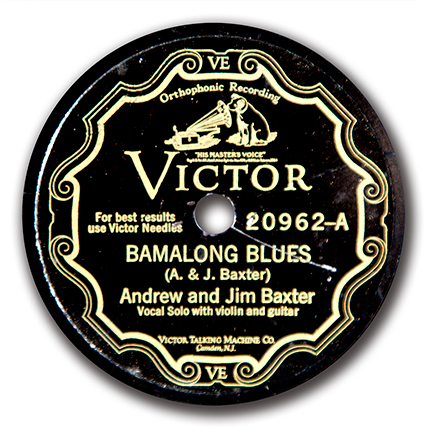 VE
Orthophonic Recording
"HIS MASTER'S VOICE"
VICTOR
For best results
use Victor Needles
20962-A
BAMALONG BLUES
(A. & J. Baxter)
Andrew and Jim Baxter
Vocal Solo with violin and guitar
VICTOR TALKING MACHINE CO.
Camden, N.J.
VE